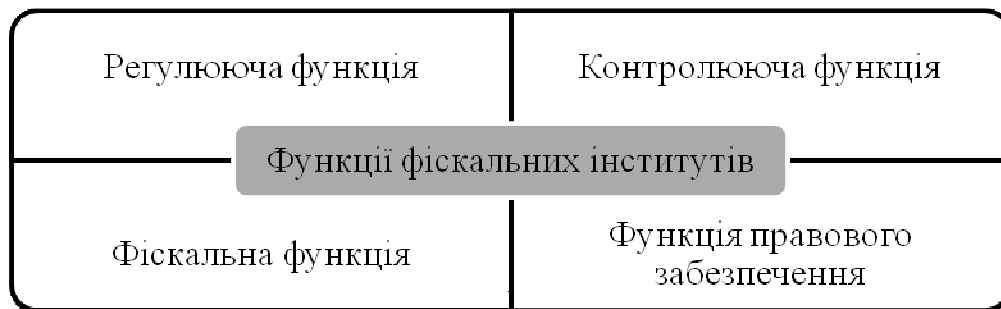 Регулююча функція
Контролююча функція
Функції фіскальних інститутів
Фіскальна функція
Функція правового
забезпечення